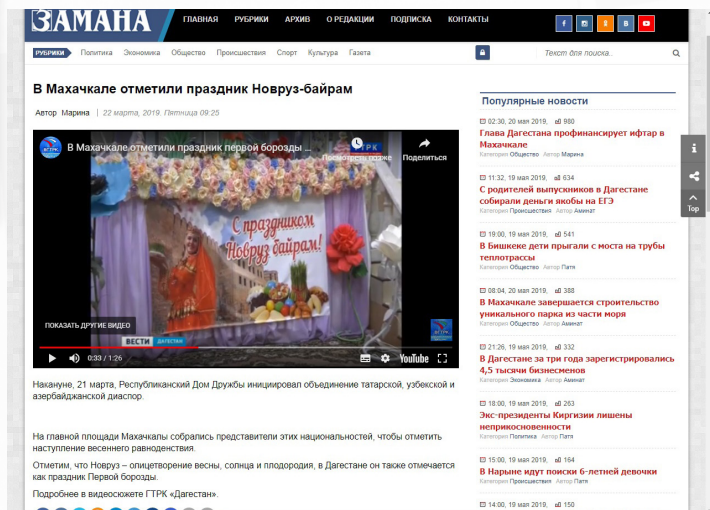 ЗАМАНА
ГЛАВНАЯ РУБРИКИ АРХИВ О РЕДАКЦИИ ПОДПИСКА КОНТАКТЫ
РУБРИКИ Политика Экономика Общество Происшествия Спорт Культура Газета
Текст для поиска..
В Махачкале отметили праздник Новруз-байрам
Автор Марина | 22 марта, 2019. Пятница 09:25
В Махачкале отметили праздник первой борозды ...
Посмотреть позже Поделиться
С праздником
Новруз байрам!
ПОКАЗАТЬ ДРУГИЕ ВИДЕО
ВЕСТИ ДАГЕСТАН
0:33 / 1:26 YouTube
Накануне, 21 марта, Республиканский Дом Дружбы инициировал объединение татарской, узбекской и
азербайджанской диаспор.
На главной площади Махачкалы собрались представители этих национальностей, чтобы отметить
наступление весеннего равноденствия.
Отметим, что Новруз – олицетворение весны, солнца и плодородия, в Дагестане он также отмечается
как праздник Первой борозды.
Подробнее в видеосюжете ГТРК «Дагестан».
Популярные новости
02:30, 20 мая 2019, 980
Глава Дагестана профинансирует ифтар в
Махачкале
Категория Общество Автор Марина
11:32, 19 мая 2019, 634
С родителей выпускников в Дагестане
собирали деньги якобы на ЕГЭ
Категория Происшествия Автор Аминат
19:00, 19 мая 2019, 541
В Бишкеке дети прыгали с моста на трубы
теплотрассы
Категория Общество Автор Патя
08:04, 20 мая 2019, 388
В Махачкале завершается строительство
уникального парка из части моря
Категория Общество Автор Аминат
21:26, 19 мая 2019, 332
В Дагестане за три года зарегистрировались
4,5 тысячи бизнесменов
Категория Экономика Автор Аминат
18:00, 19 мая 2019, 263
Экс-президенты Киргизии лишены
неприкосновенности
Категория Политика Автор Патя
15:00, 19 мая 2019, 164
В Нарыне идут поиски 6-летней девочки
Категория Происшествия Автор Патя
14:00, 19 мая 2019, 150
Top